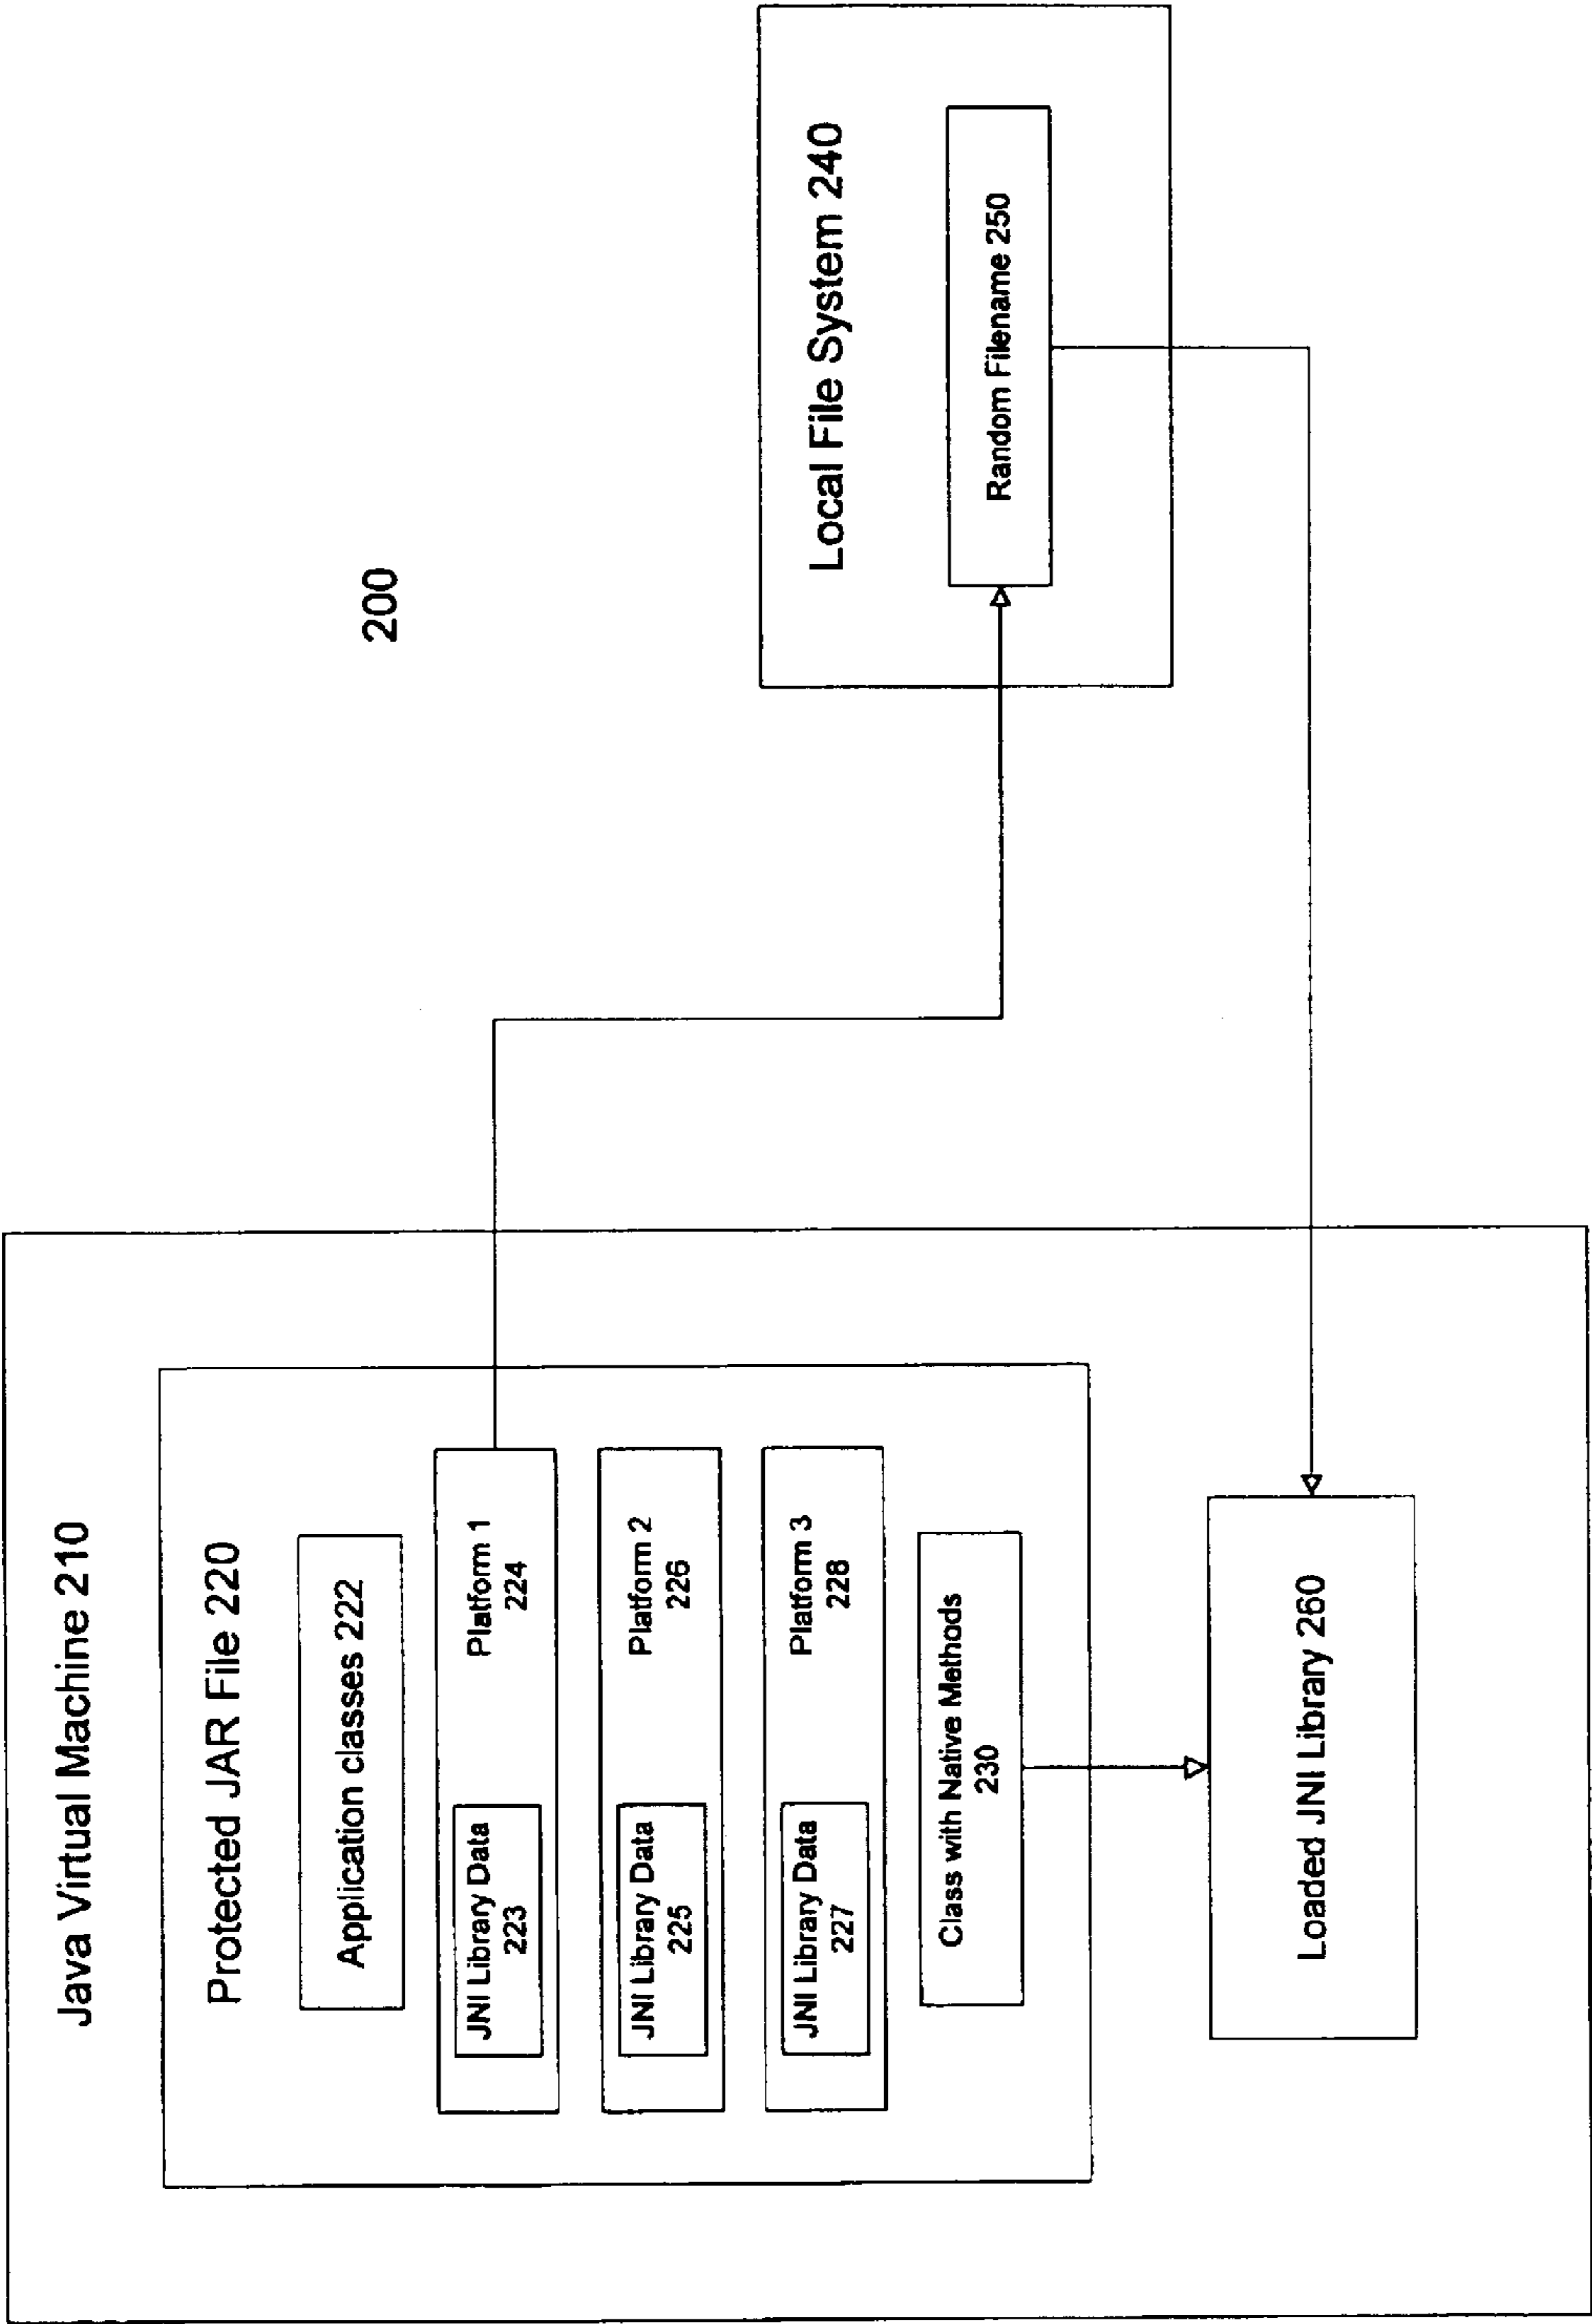 200
Java Virtual Machine 210
Protected JAR File 220
Application classes 222
JNI Library Data
223
Platform 1
224
JNI Library Data
225
Platform 2
226
JNI Library Data
227
Platform 3
228
Class with Native Methods
230
Loaded JNI Library 260
Local File System 240
Random Filename 250